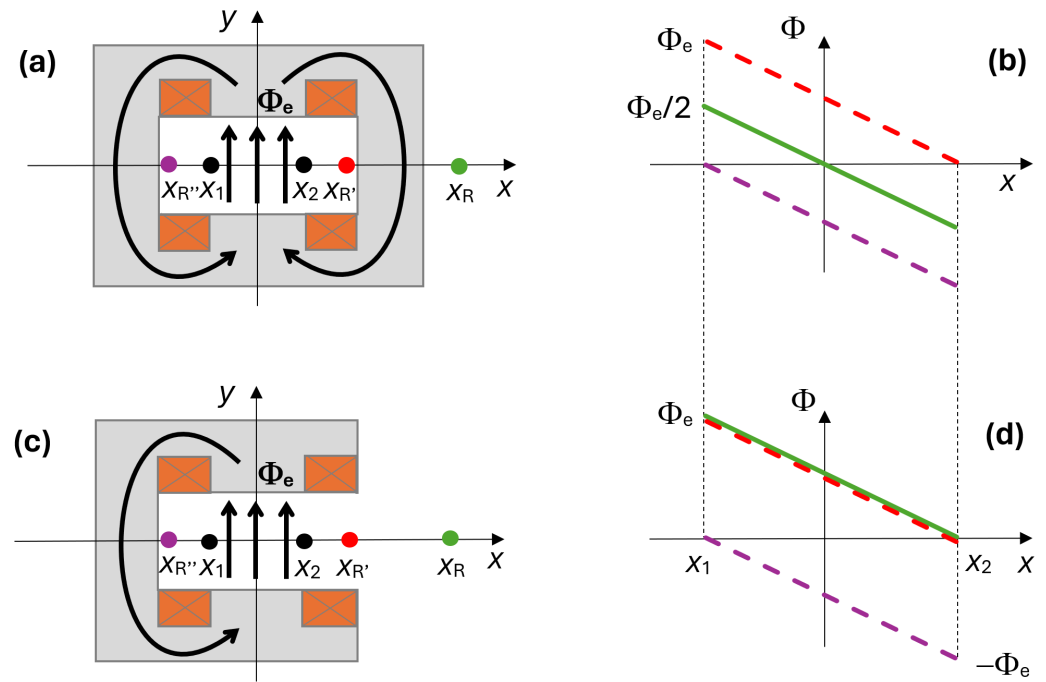 (a)
y
Φe
xR'' x1 x2 xR' xR x
(b)
Φ
Φe
Φe/2
x
(c)
y
Φe
xR'' x1 x2 xR' xR x
(d)
Φ
Φe
x1 x2 x
−Φe